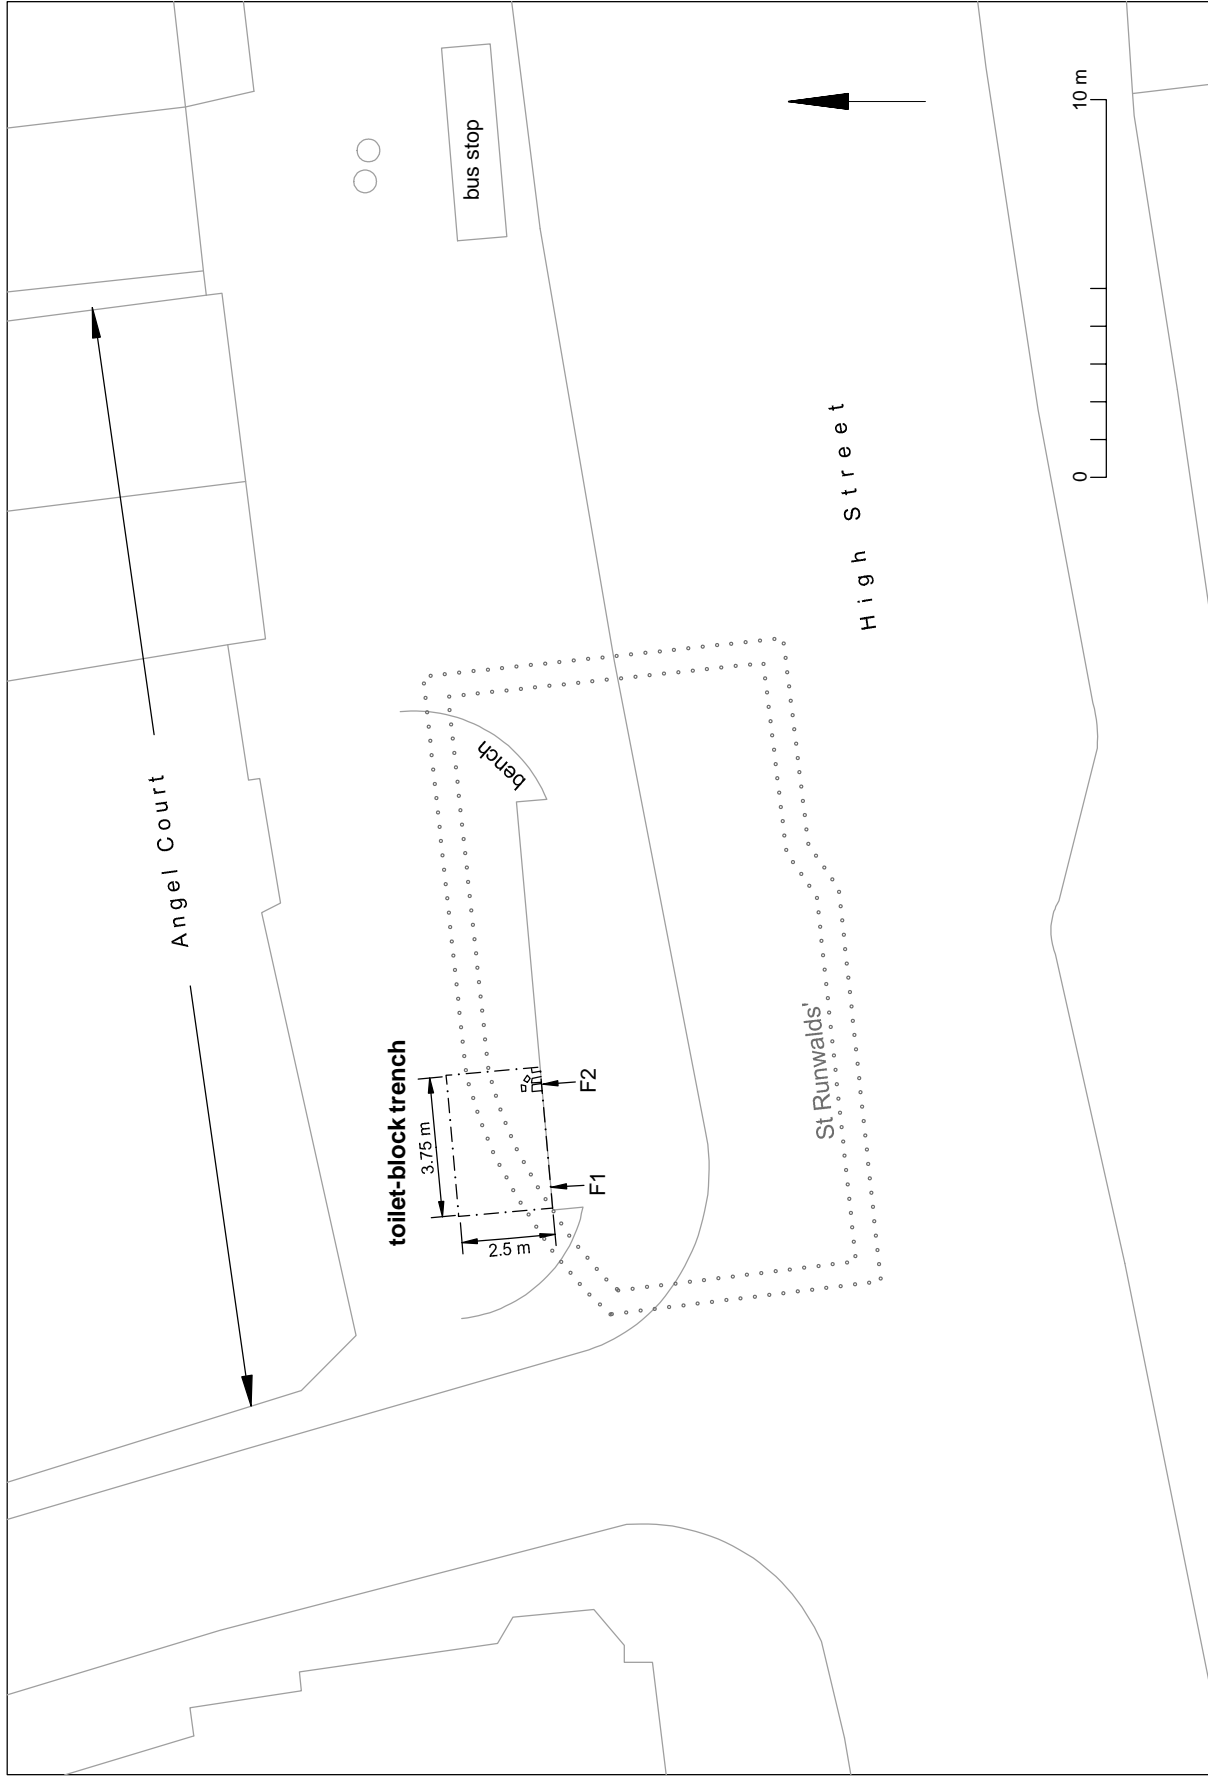 Angel Court
bus stop
10 m
0
High Street
bench
toilet-block trench
3.75 m
2.5 m
F1
F2
St Runwalds'